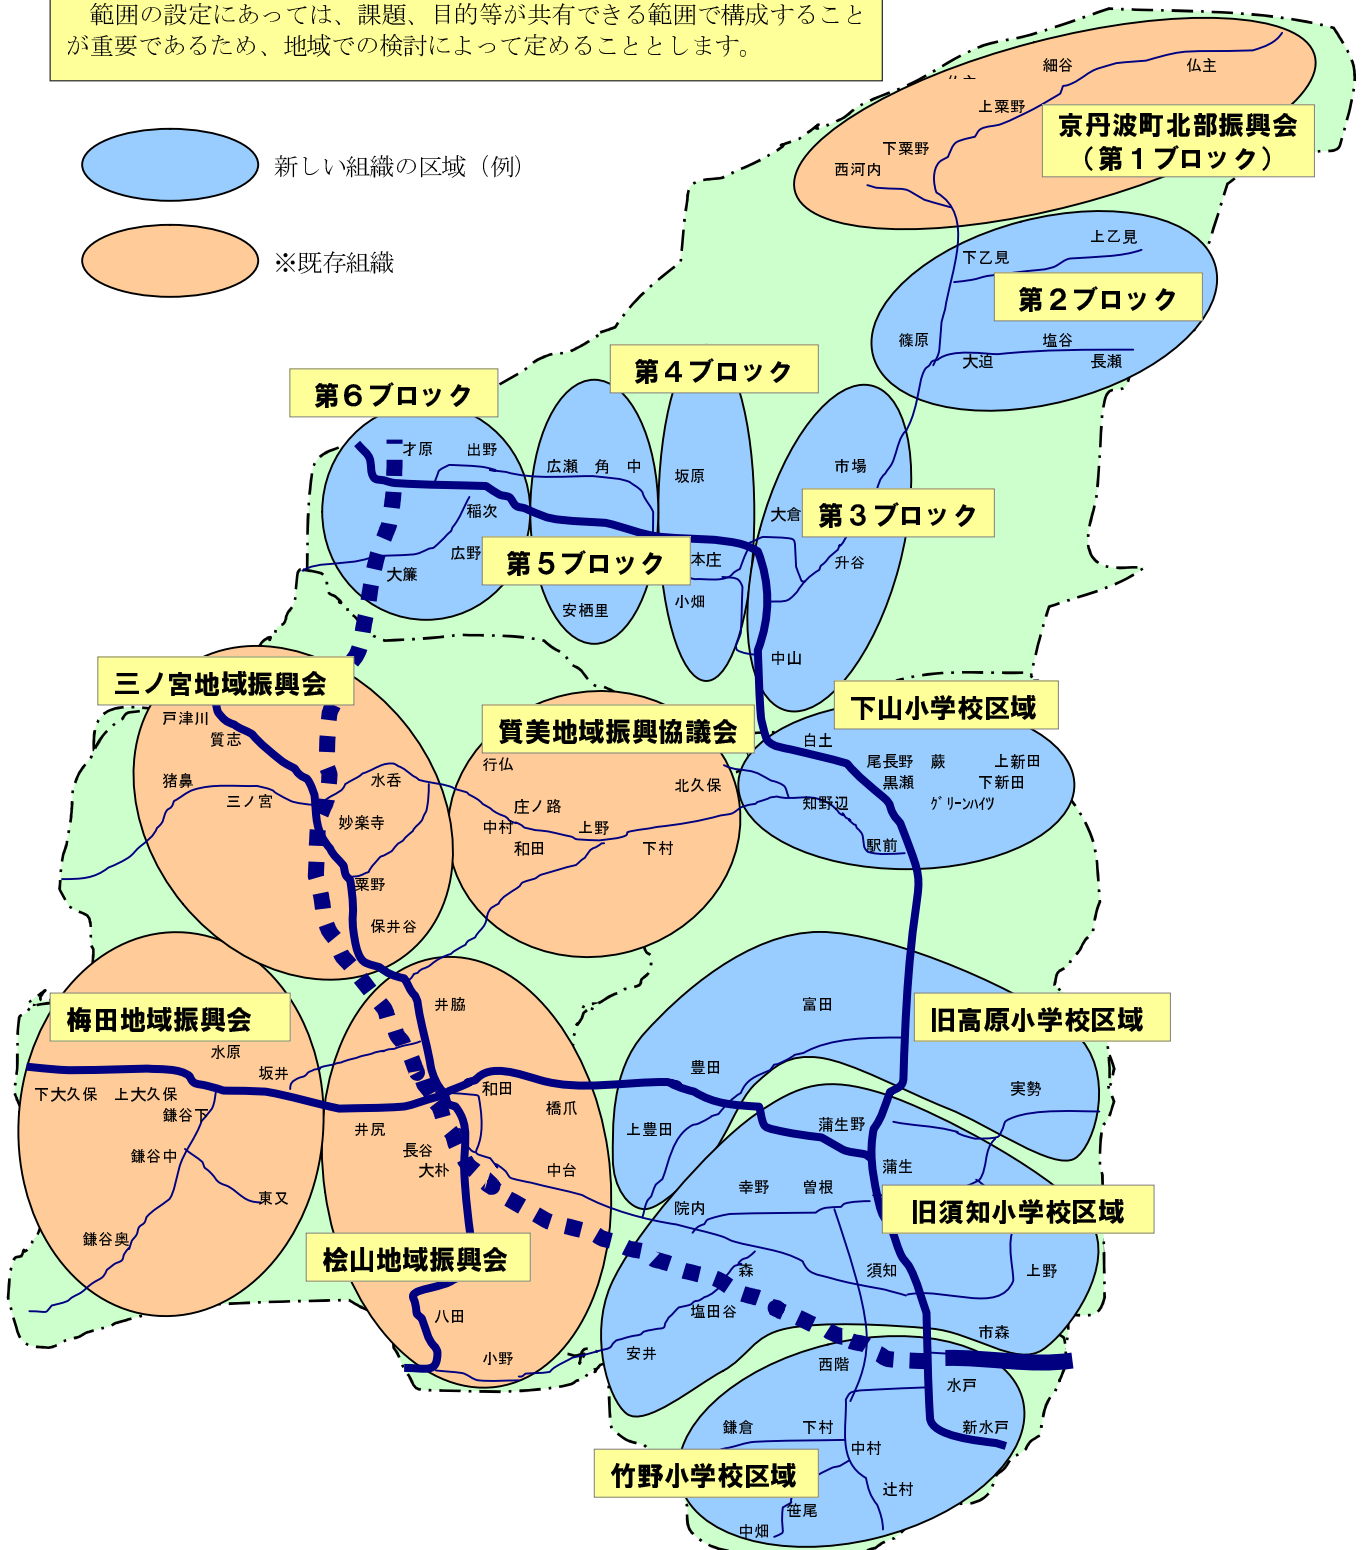 範囲の設定にあっては、課題、目的等が共有できる範囲で構成すること
が重要であるため、地域での検討によって定めることとします。
新しい組織の区域（例）
※既存組織
細谷
仏主
上粟野
京丹波町北部振興会
（第１ブロック）
下粟野
西河内
上乙見
下乙見
第２ブロック
篠原
塩谷
大迫
長瀬
第４ブロック
第６ブロック
才原
出野
広瀬
角
中
坂原
市場
稲次
大倉
第３ブロック
広野
第５ブロック
本庄
升谷
大簾
安栖里
小畑
中山
三ノ宮地域振興会
下山小学校区域
戸津川
質美地域振興協議会
質志
白土
行仏
尾長野
蕨
上新田
猪鼻
水呑
北久保
黒瀬
下新田
三ノ宮
庄ノ路
知野辺
ｸﾞﾘｰﾝﾊｲﾂ
妙楽寺
中村
上野
和田
下村
駅前
粟野
保井谷
井脇
富田
梅田地域振興会
旧高原小学校区域
水原
坂井
豊田
下大久保
上大久保
和田
実勢
鎌谷下
橋爪
井尻
上豊田
蒲生野
鎌谷中
長谷
大朴
中台
蒲生
東又
幸野
曽根
院内
旧須知小学校区域
鎌谷奥
桧山地域振興会
森
須知
上野
八田
塩田谷
市森
小野
安井
西階
水戸
鎌倉
下村
新水戸
中村
竹野小学校区域
辻村
笹尾
中畑